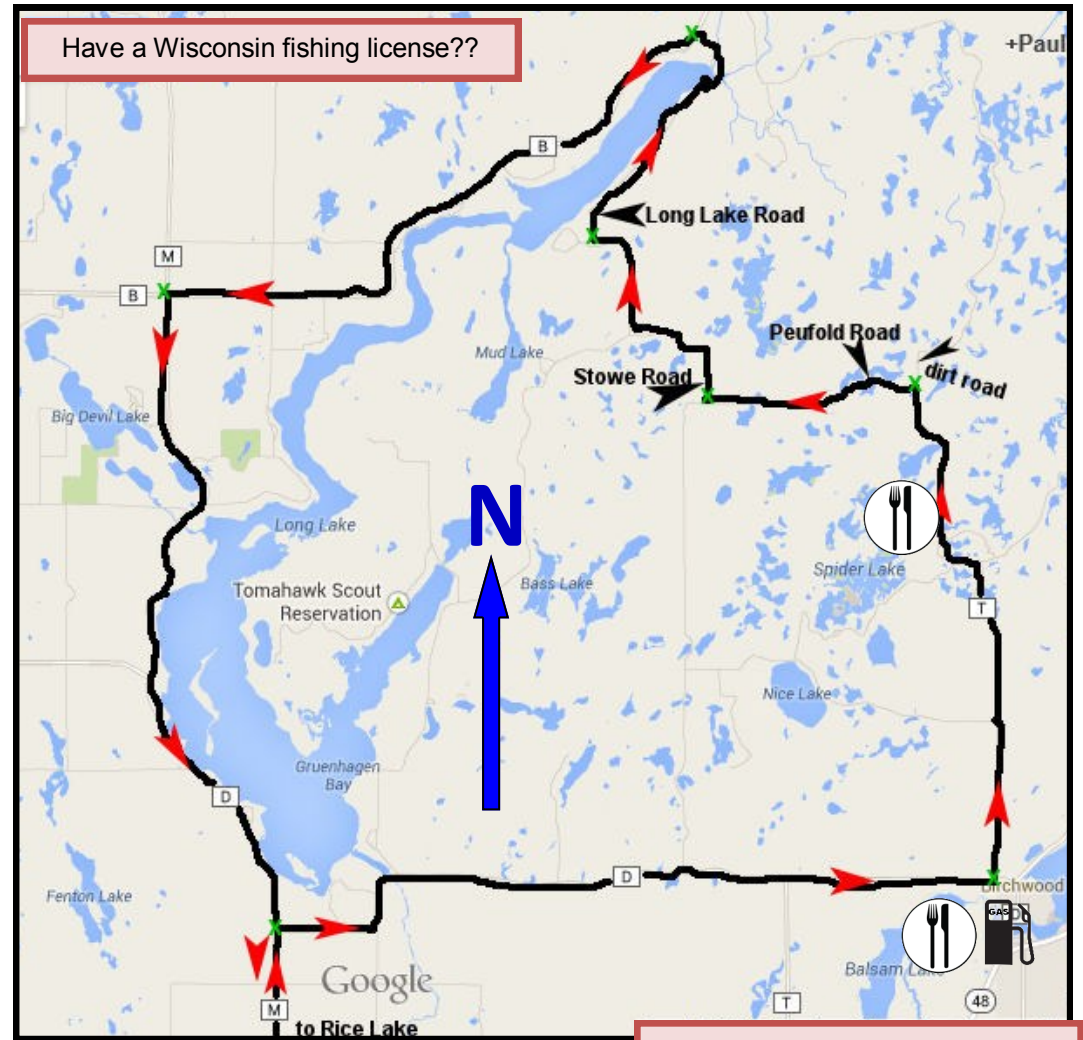 Have a Wisconsin fishing license??
+Paul
B
Long Lake Road
M
B
Peufold Road
Mud Lake
Stowe Road
dirt road
Big Devil Lake
N
Long Lake
Spider Lake
Bass Lake
Tomahawk Scout
Reservation
T
Nice Lake
Gruenhagen
Bay
D
D
Birchwood
Fenton Lake
GAS
D
Balsam Lake
Google
T
48
M
to Rice Lake